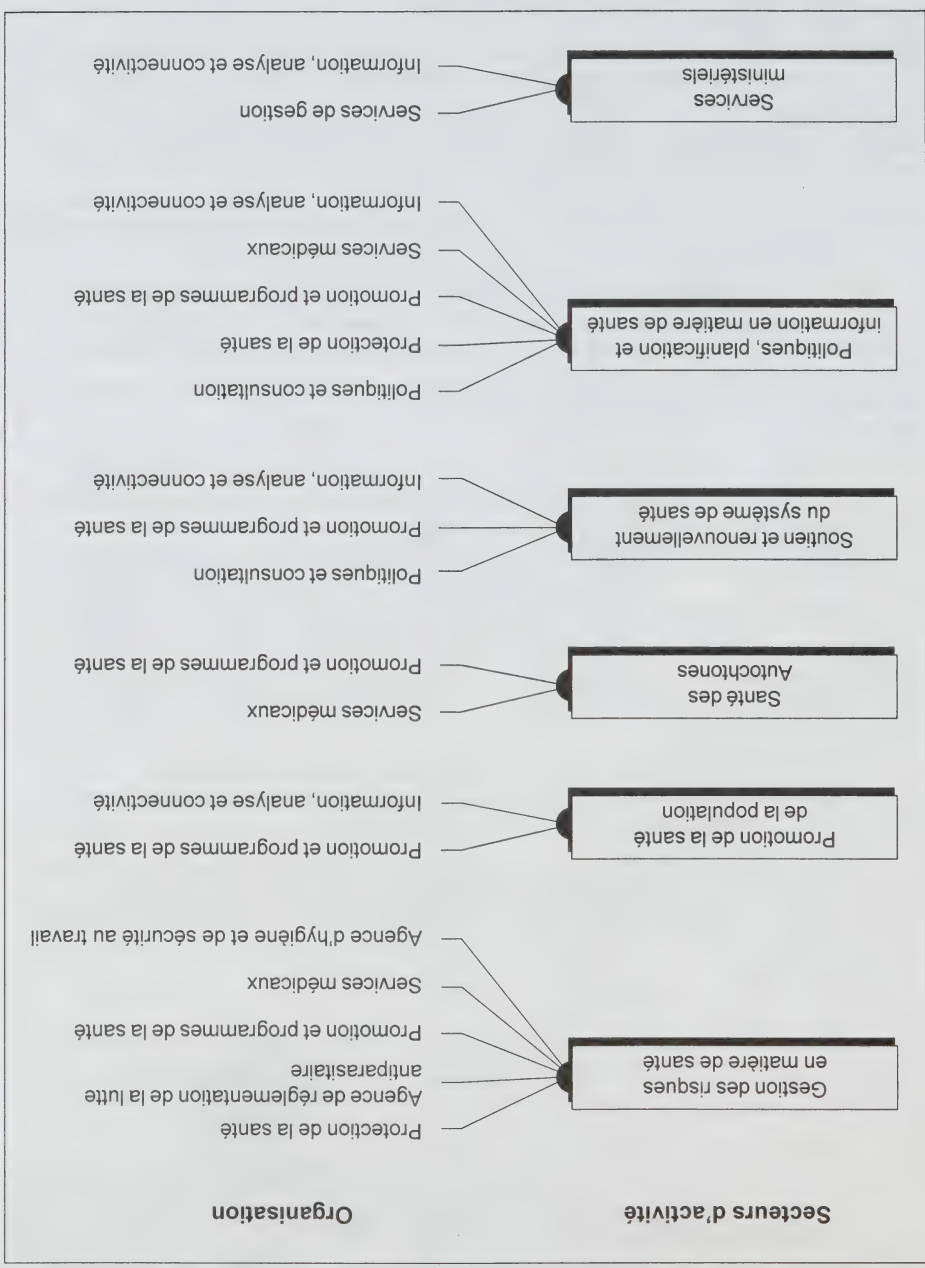 Secteurs d'activité
Organisation
Gestion des risques
en matière de santé
Protection de la santé
Agence de réglementation de la lutte
antiparasitaire
Promotion et programmes de la santé
Services médicaux
Agence d'hygiène et de sécurité au travail
Promotion de la santé
de la population
Promotion et programmes de la santé
Information, analyse et connectivité
Santé des
Autochtones
Services médicaux
Promotion et programmes de la santé
Soutien et renouvellement
du système de santé
Politiques et consultation
Promotion et programmes de la santé
Information, analyse et connectivité
Politiques, planification et
information en matière de santé
Politiques et consultation
Protection de la santé
Promotion et programmes de la santé
Services médicaux
Information, analyse et connectivité
Services
ministériels
Services de gestion
Information, analyse et connectivité